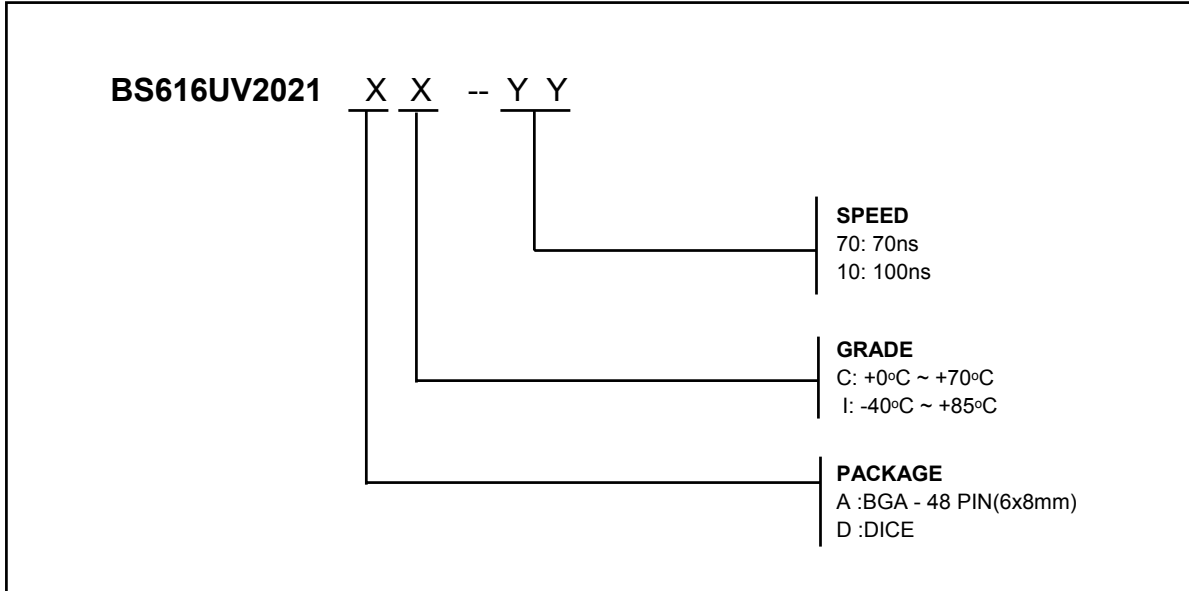 BS616UV2021 X X -- Y Y
SPEED
70: 70ns
10: 100ns
GRADE
C: +0ºC ~ +70ºC
I: -40ºC ~ +85ºC
PACKAGE
A :BGA - 48 PIN(6x8mm)
D :DICE